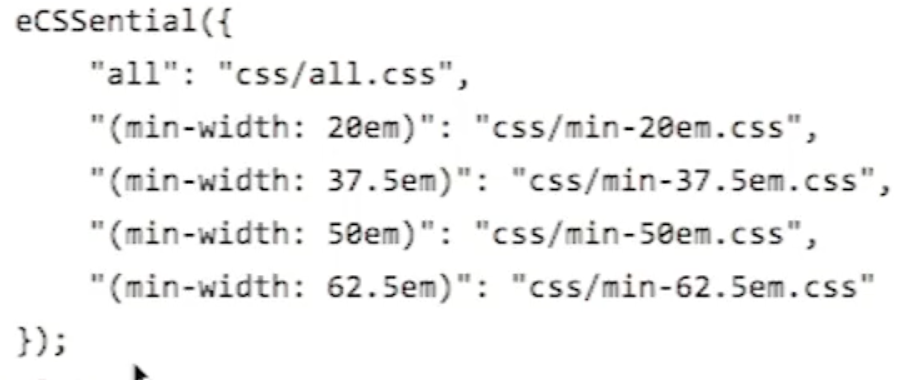 eCSSential({
"all": "css/all.css",
"(min-width: 20em)": "css/min-20em.css",
"(min-width: 37.5em)": "css/min-37.5em.css",
"(min-width: 50em)": "css/min-50em.css",
"(min-width: 62.5em)": "css/min-62.5em.css"
});